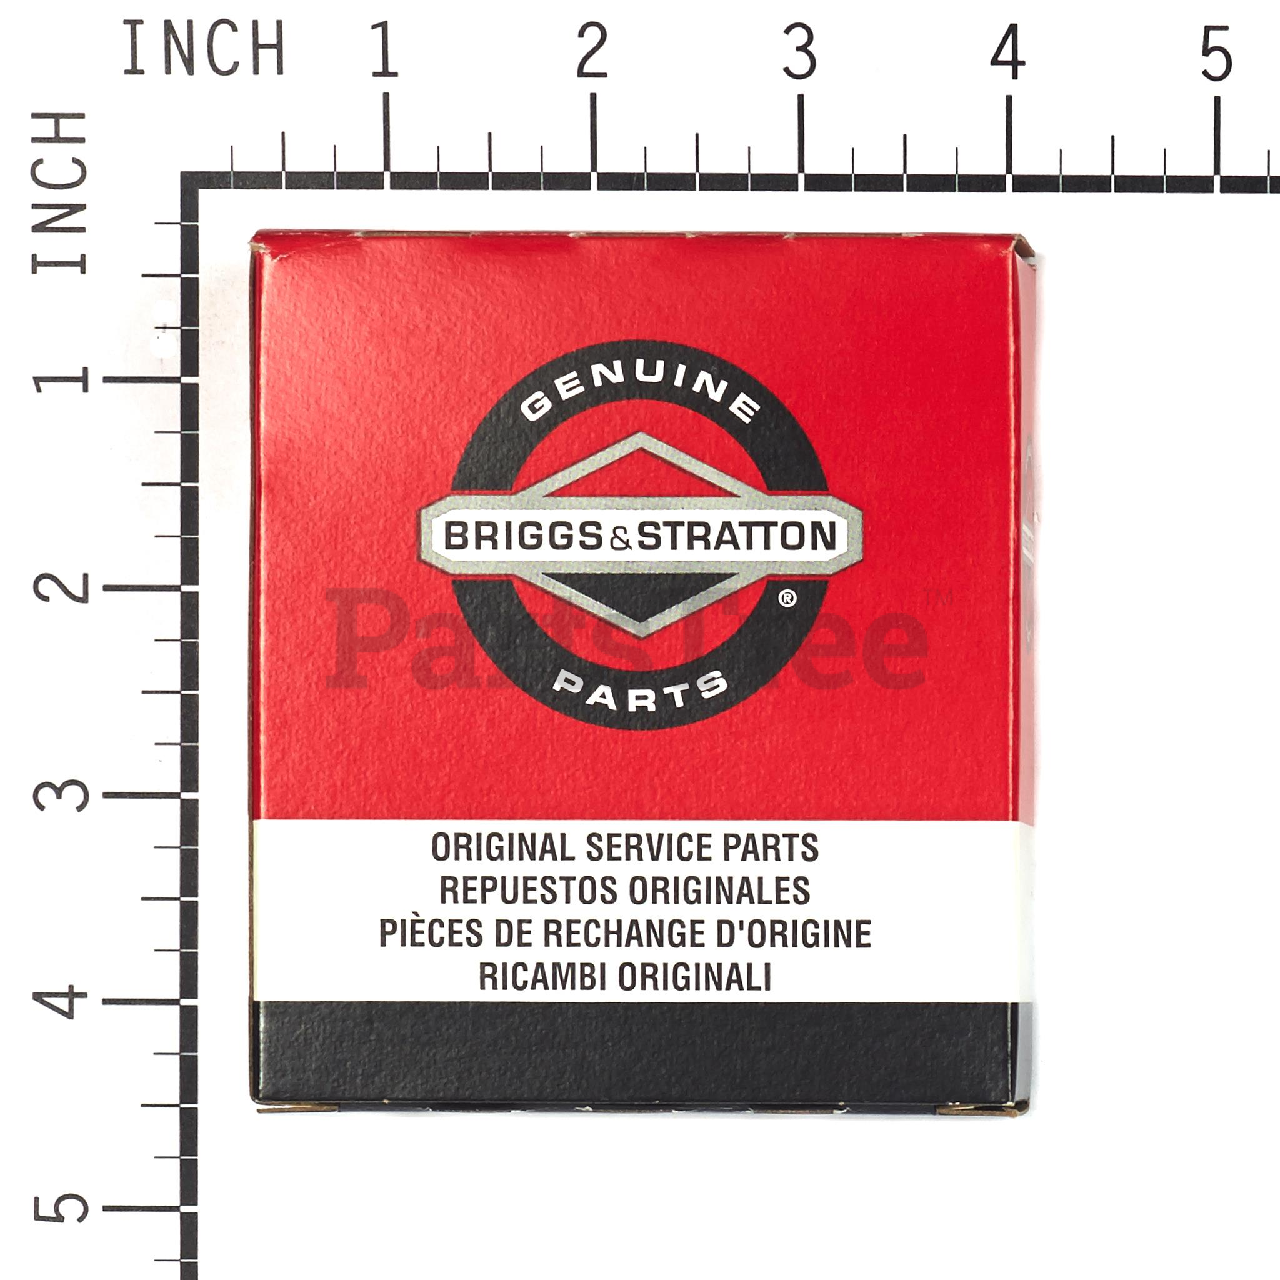 INCH 1 2 3 4 5
INCH
1
2
3
4
5
GENUINE
BRIGGS & STRATTON
®
PARTS
PartsTree™
ORIGINAL SERVICE PARTS
REPUESTOS ORIGINALES
PIÈCES DE RECHANGE D'ORIGINE
RICAMBI ORIGINALI